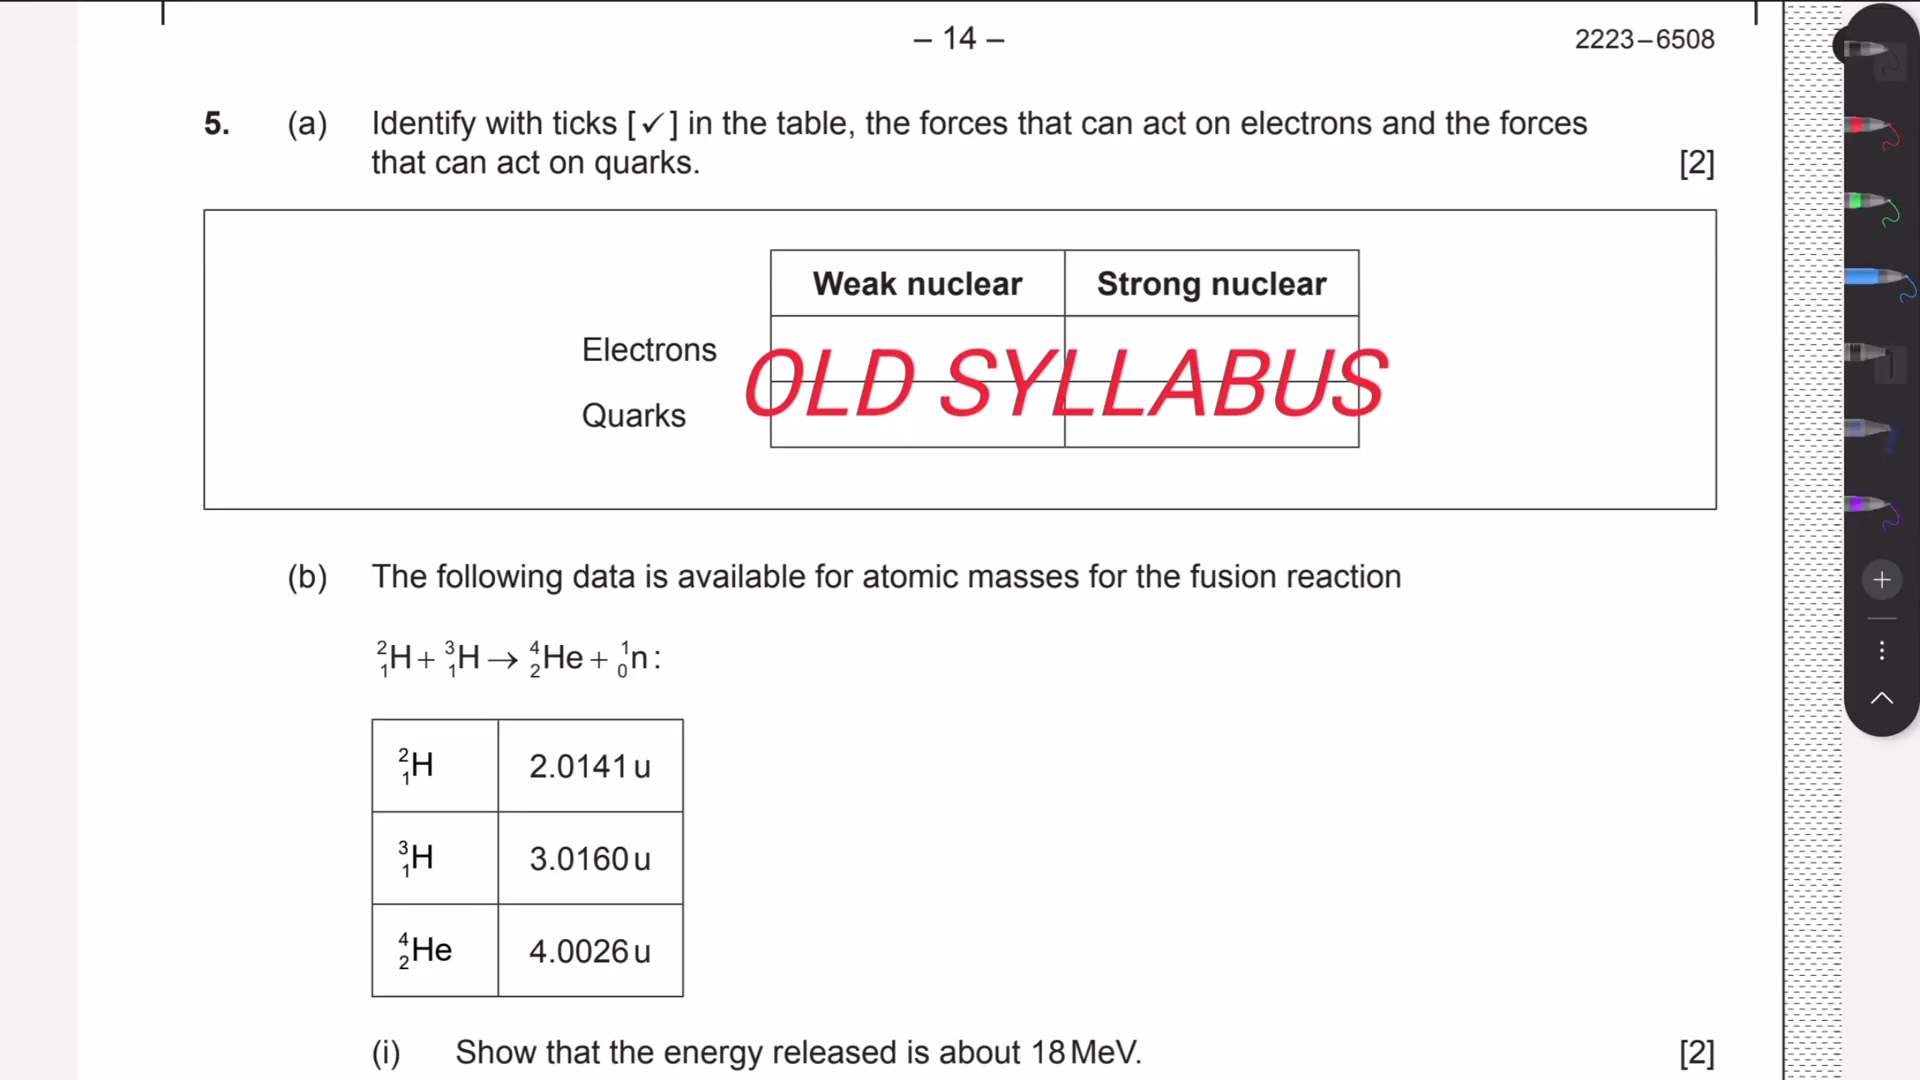 – 14 –
2223–6508
5. (a) Identify with ticks [✓] in the table, the forces that can act on electrons and the forces
that can act on quarks. [2]
Weak nuclear Strong nuclear
Electrons
OLD SYLLABUS
Quarks
(b) The following data is available for atomic masses for the fusion reaction
²₁H + ³₁H → ⁴₂He + ¹₀n:
²₁H 2.0141 u
³₁H 3.0160 u
⁴₂He 4.0026 u
(i) Show that the energy released is about 18 MeV. [2]